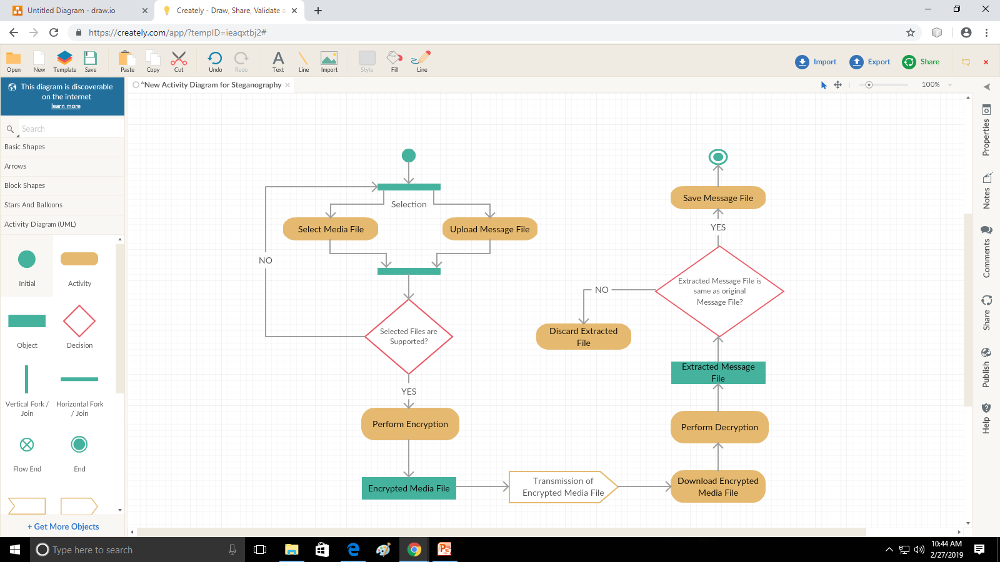 Untitled Diagram - draw.io
Creately - Draw, Share, Validate a
https://creately.com/app/?tempID=ieaqxtbj2#
Open
New
Template
Save
Paste
Copy
Cut
Undo
Redo
Text
Line
Import
Style
Fill
Line
Import
Export
Share
This diagram is discoverable
on the internet
learn more
*New Activity Diagram for Steganography
100%
Search
Basic Shapes
Arrows
Block Shapes
Stars And Balloons
Activity Diagram (UML)
Initial
Activity
Object
Decision
Vertical Fork /
Join
Horizontal Fork
/ Join
Flow End
End
+ Get More Objects
Selection
Select Media File
Upload Message File
NO
Selected Files are
Supported?
YES
Perform Encryption
Encrypted Media File
Transmission of
Encrypted Media File
Download Encrypted
Media File
Perform Decryption
Extracted Message
File
Extracted Message File is
same as original
Message File?
NO
Discard Extracted
File
YES
Save Message File
Properties
Notes
Comments
Share
Publish
Help
Type here to search
10:44 AM
2/27/2019